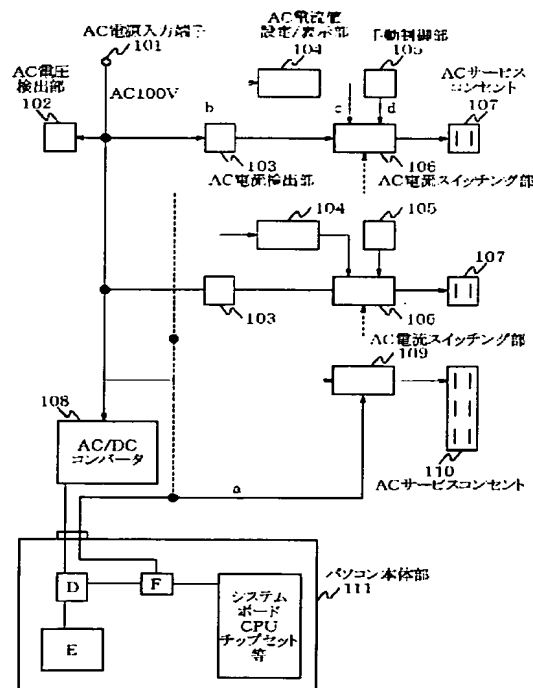 AC電源入力端子
101
AC電圧
検出部
102
AC100V
AC電流値
設定/表示部
104
手動制御部
105
ACサービス
コンセント
107
b
c
d
103
AC電流検出部
106
AC電流スイッチング部
104
105
107
103
106
AC電流スイッチング部
109
108
AC/DC
コンバータ
110
ACサービスコンセント
a
D
F
E
システム
ボード
CPU
チップセット
等
パソコン本体部
111